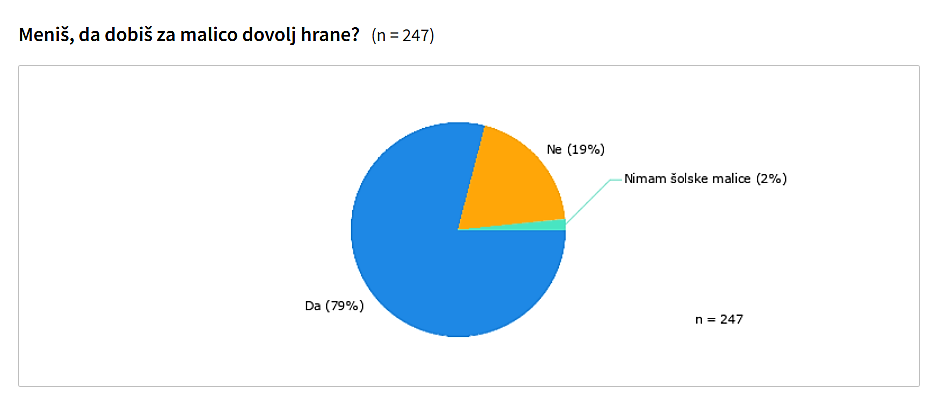 Meniš, da dobiš za malico dovolj hrane? (n = 247)
Ne (19%)
Nimam šolske malice (2%)
Da (79%)
n = 247